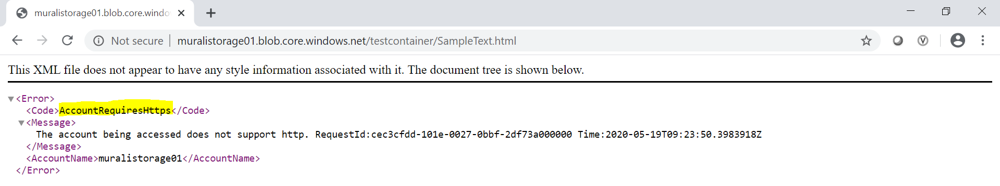 muralistorage01.blob.core.windo
Not secure | muralistorage01.blob.core.windows.net/testcontainer/SampleText.html
This XML file does not appear to have any style information associated with it. The document tree is shown below.
▼<Error>
<Code>AccountRequiresHttps</Code>
▼<Message>
The account being accessed does not support http. RequestId:cec3cfdd-101e-0027-0bbf-2df73a000000 Time:2020-05-19T09:23:50.3983918Z
</Message>
<AccountName>muralistorage01</AccountName>
</Error>